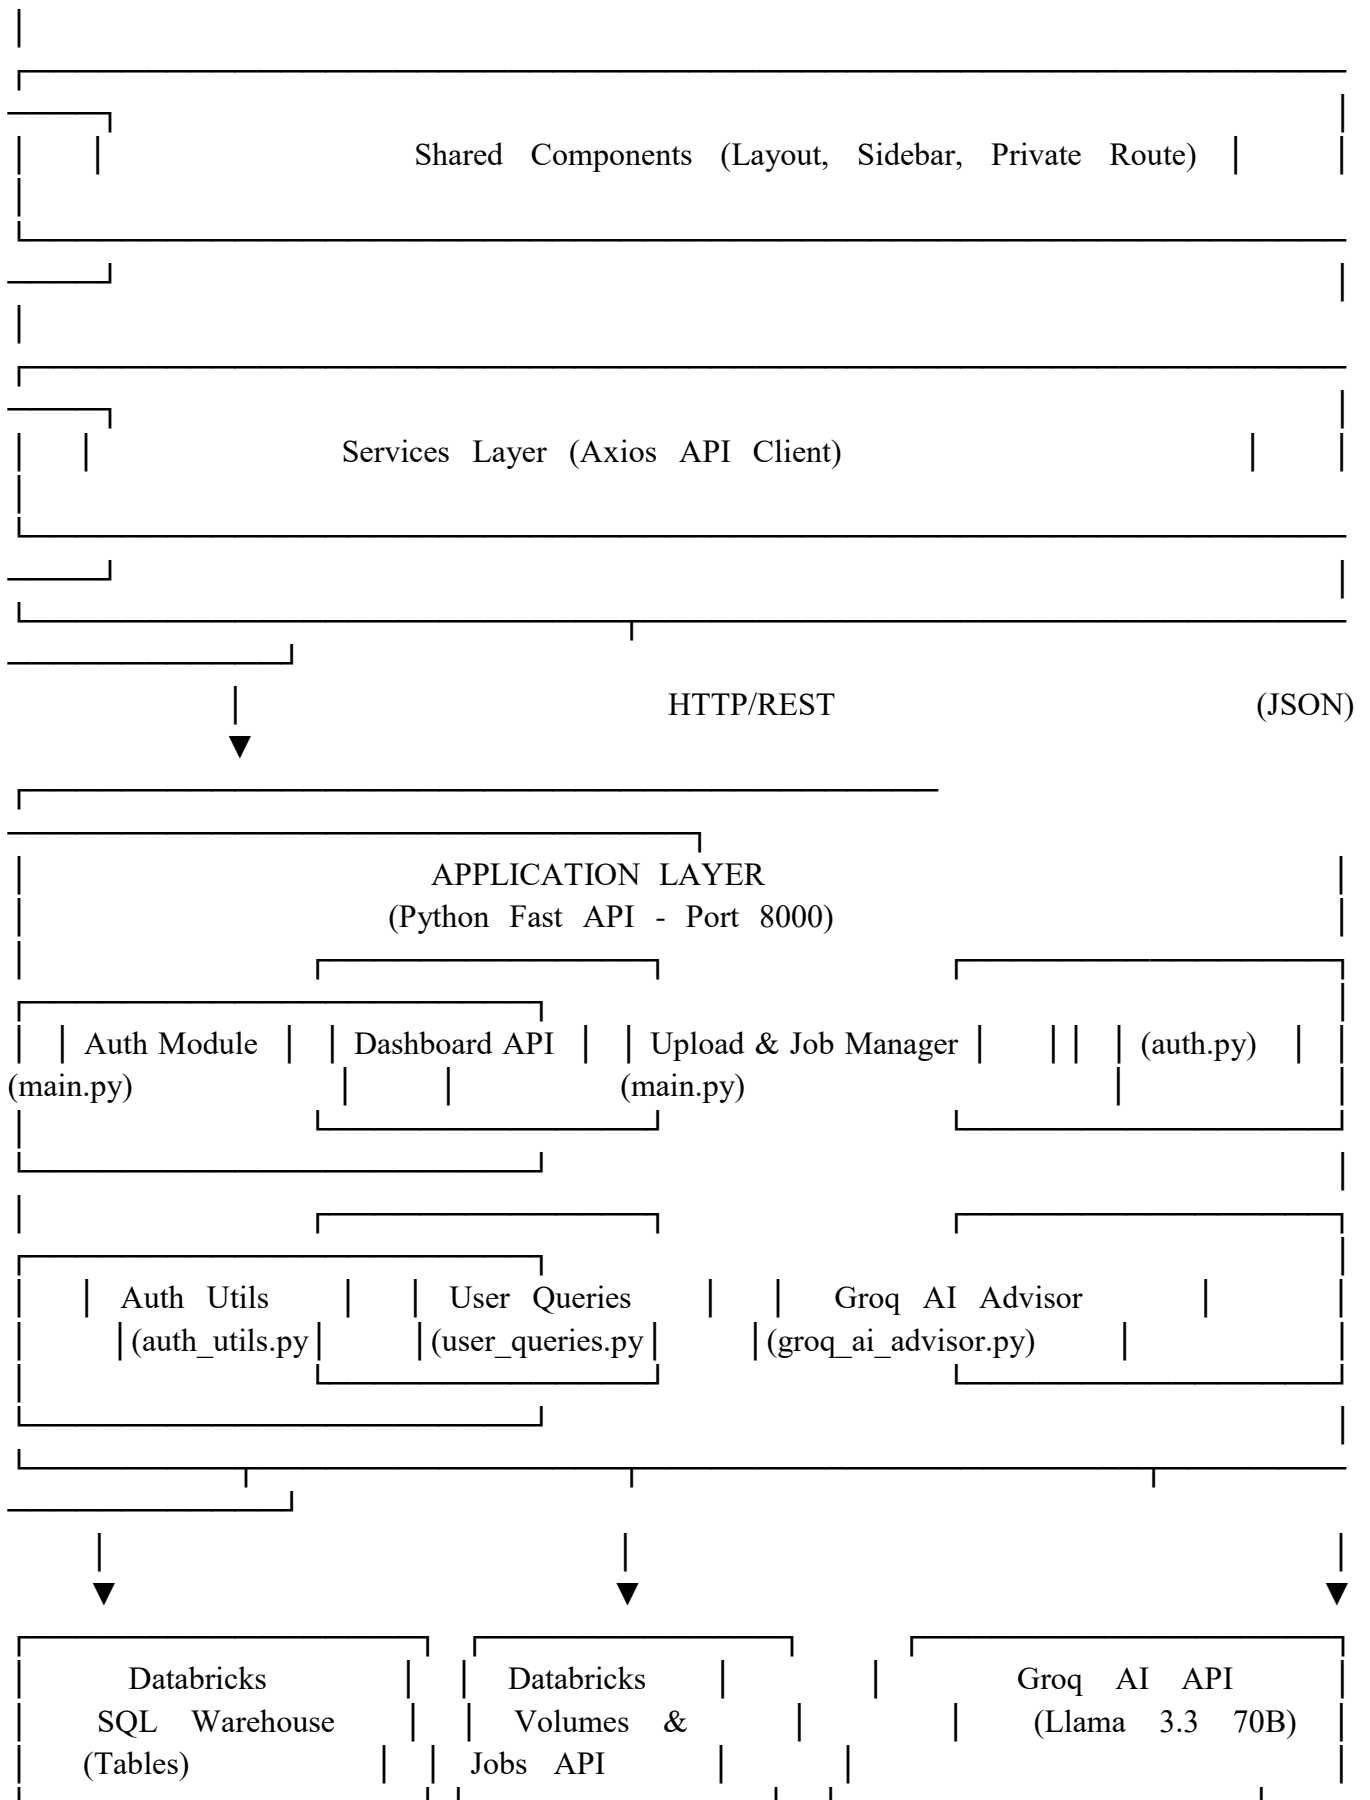 Shared Components (Layout, Sidebar, Private Route)
Services Layer (Axios API Client)
HTTP/REST (JSON)
APPLICATION LAYER
(Python Fast API - Port 8000)
Auth Module Dashboard API Upload & Job Manager (auth.py)
(main.py) (main.py)
Auth Utils User Queries Groq AI Advisor
(auth_utils.py (user_queries.py (groq_ai_advisor.py)
Databricks Databricks Groq AI API
SQL Warehouse Volumes & (Llama 3.3 70B)
(Tables) Jobs API